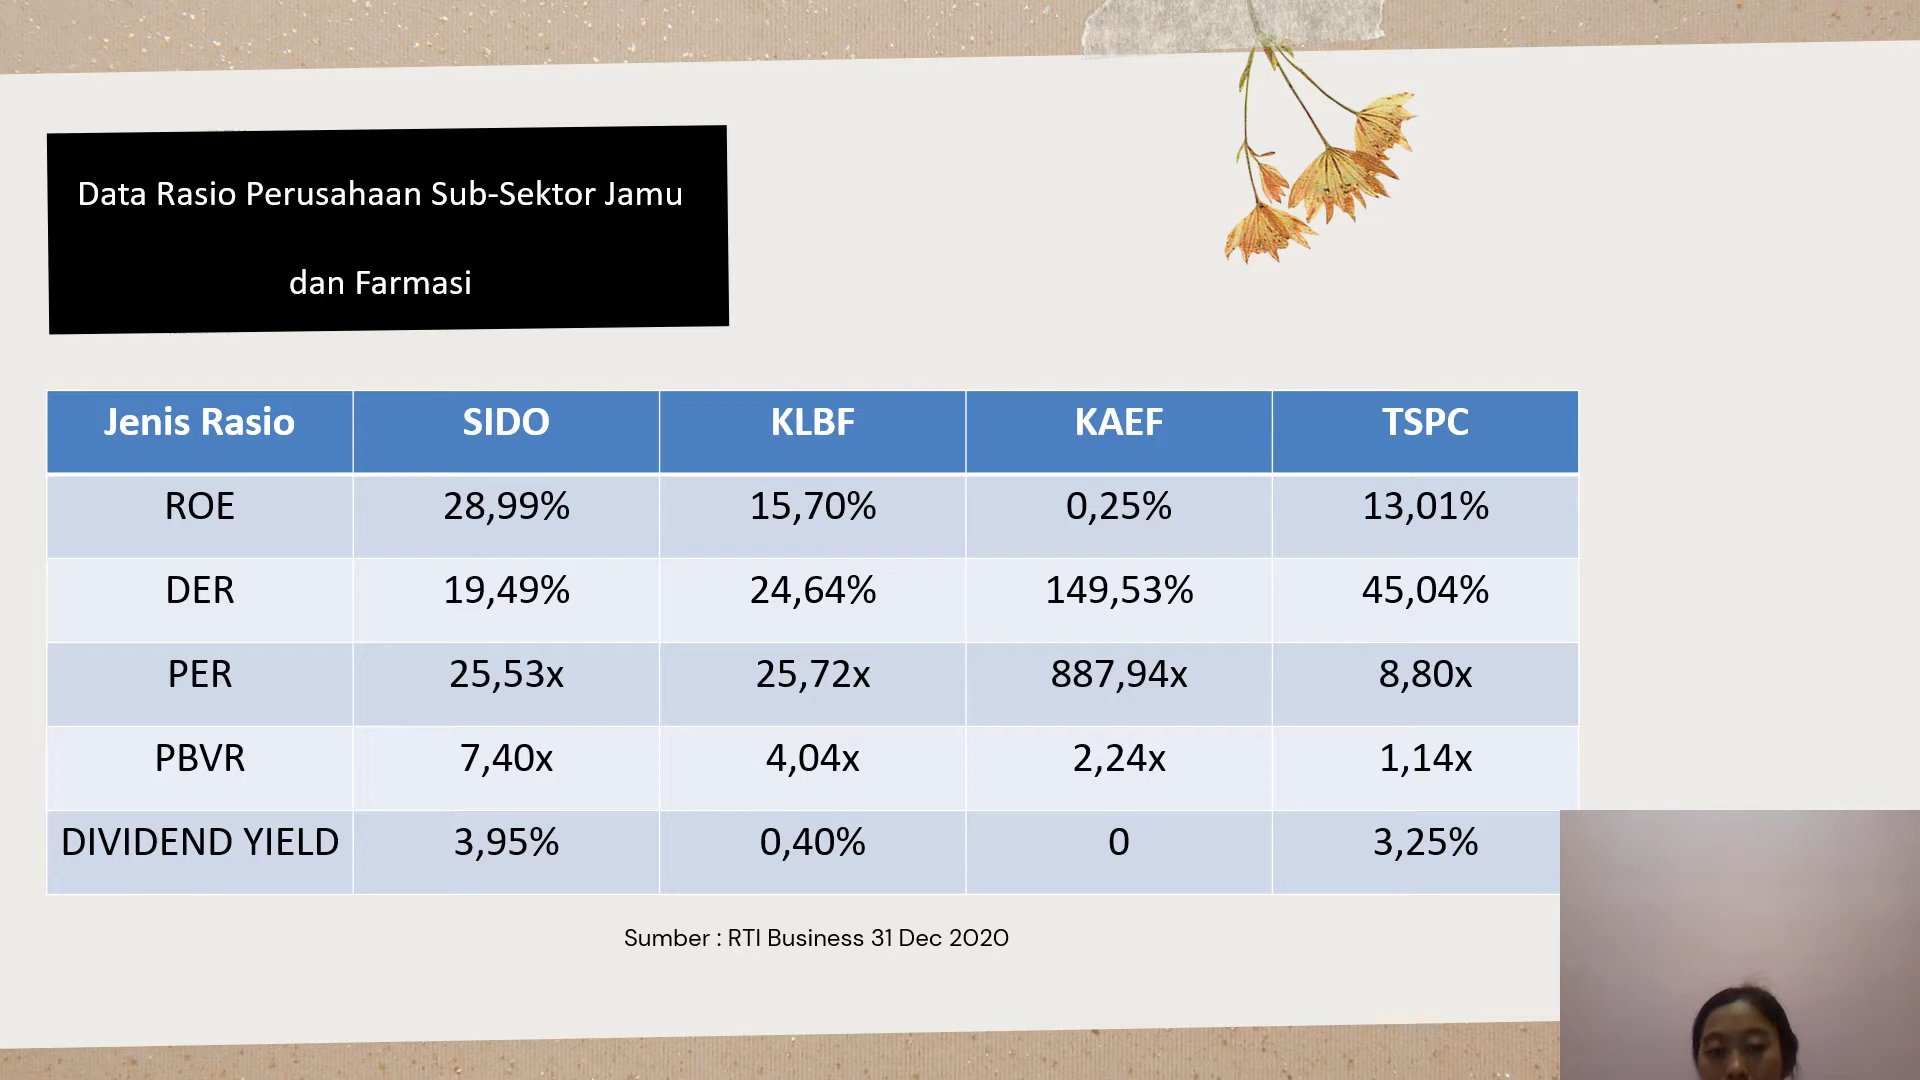 Data Rasio Perusahaan Sub-Sektor Jamu
dan Farmasi
Jenis Rasio SIDO KLBF KAEF TSPC
ROE 28,99% 15,70% 0,25% 13,01%
DER 19,49% 24,64% 149,53% 45,04%
PER 25,53x 25,72x 887,94x 8,80x
PBVR 7,40x 4,04x 2,24x 1,14x
DIVIDEND YIELD 3,95% 0,40% 0 3,25%
Sumber : RTI Business 31 Dec 2020